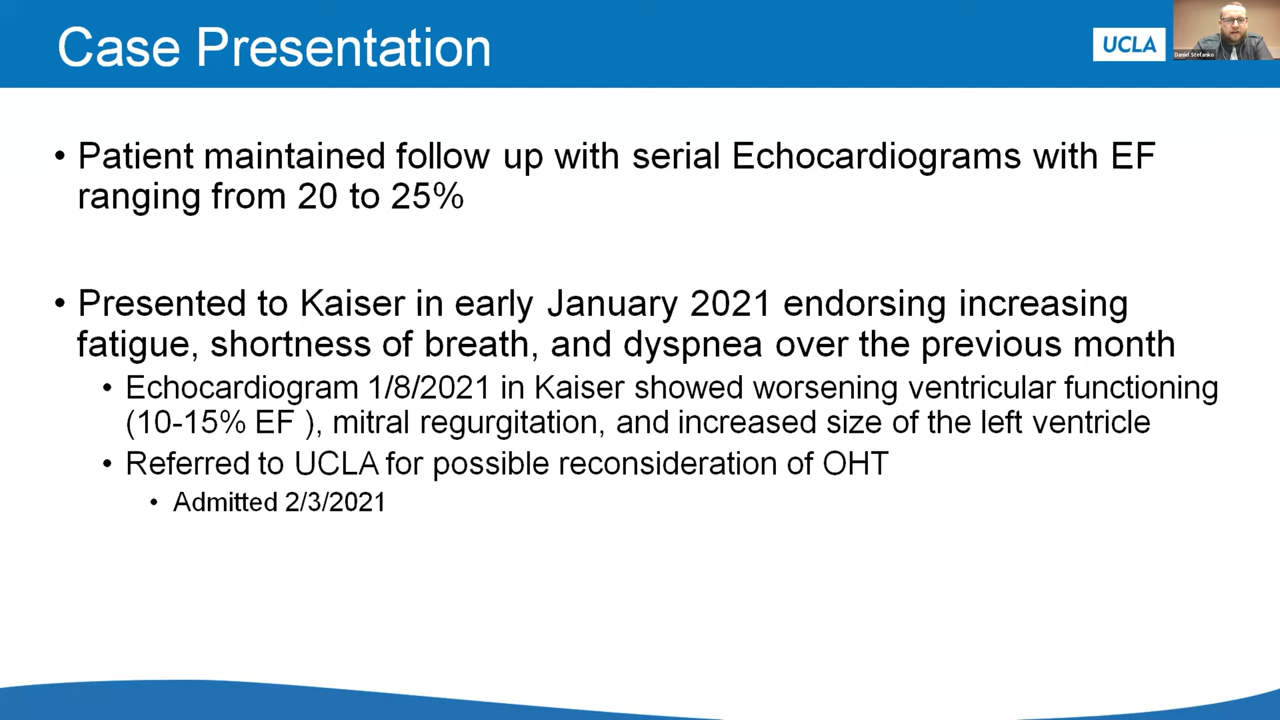 Case Presentation
UCLA
Daniel Stefanko
• Patient maintained follow up with serial Echocardiograms with EF
ranging from 20 to 25%
• Presented to Kaiser in early January 2021 endorsing increasing
fatigue, shortness of breath, and dyspnea over the previous month
• Echocardiogram 1/8/2021 in Kaiser showed worsening ventricular functioning
(10-15% EF ), mitral regurgitation, and increased size of the left ventricle
• Referred to UCLA for possible reconsideration of OHT
• Admitted 2/3/2021